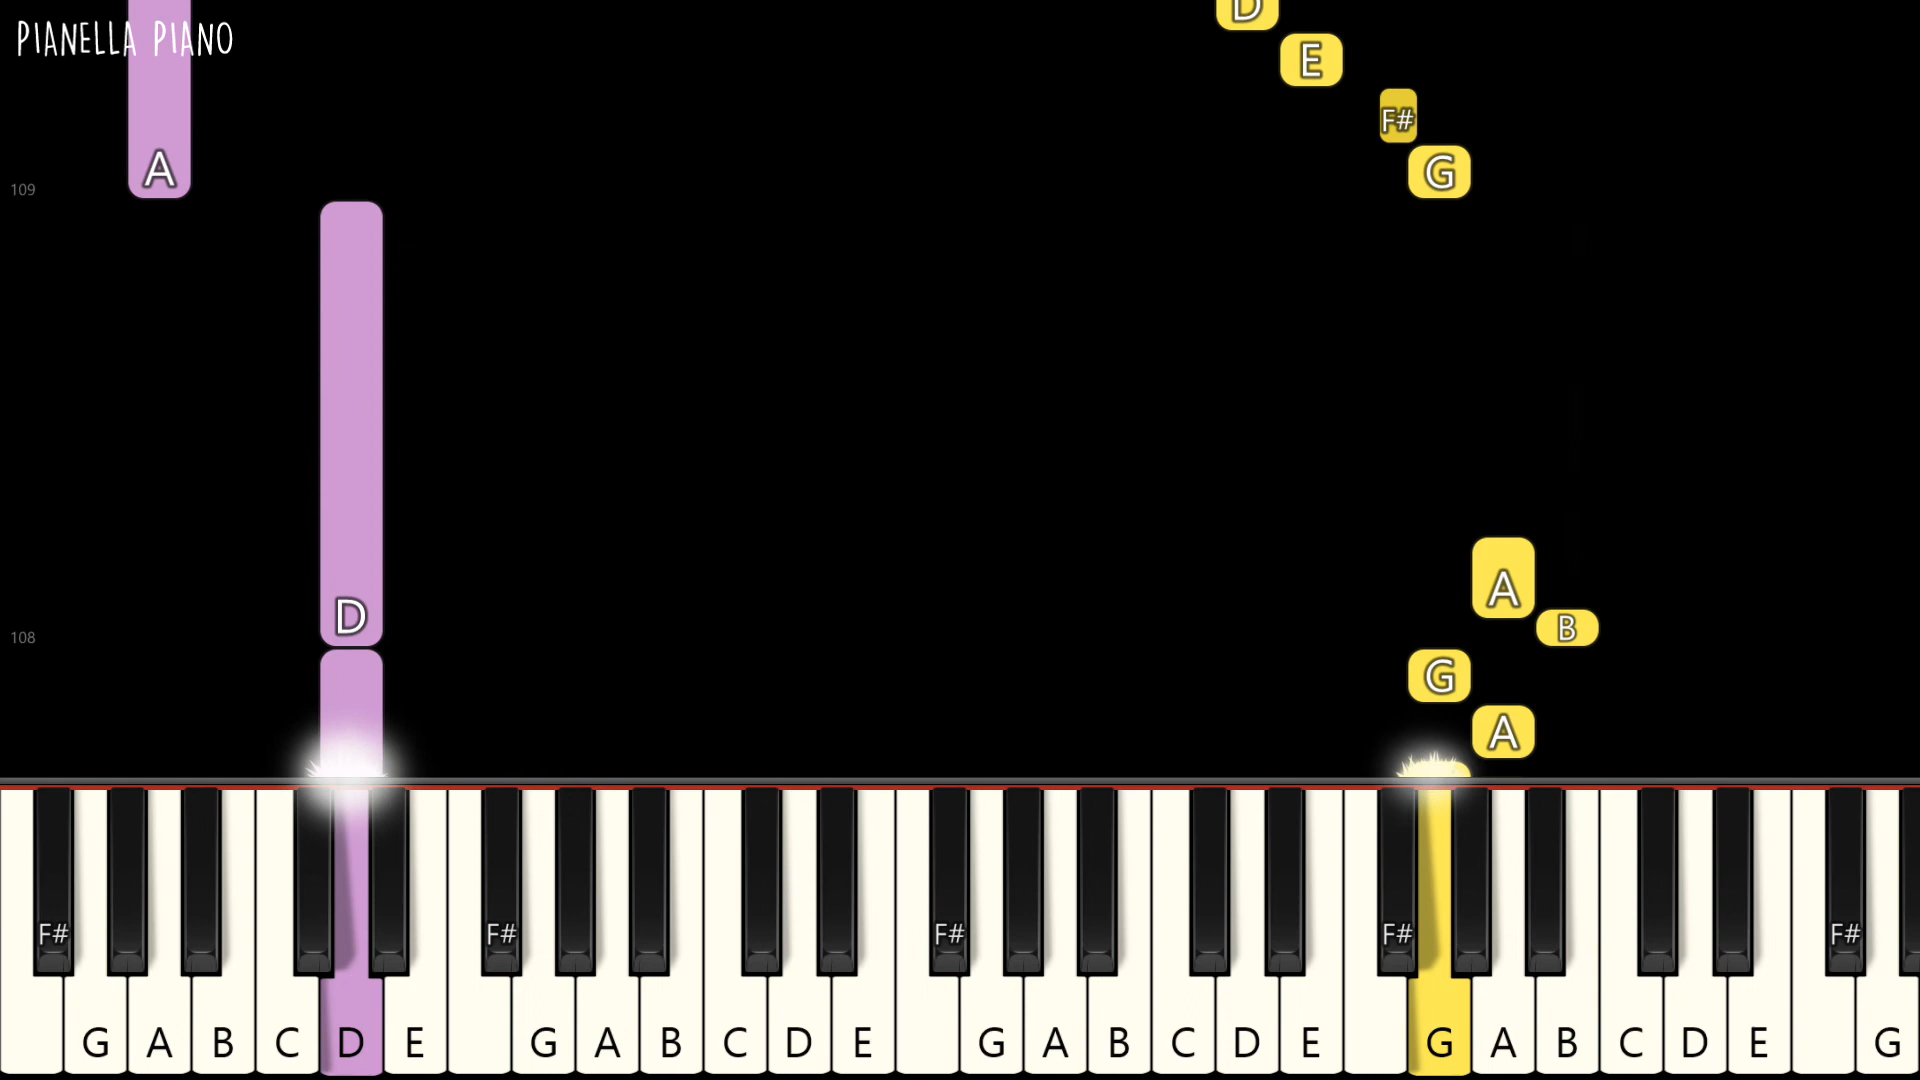 PIANELLA PIANO
D
E
F#
A
G
109
A
D
B
108
G
A
F# F# F# F# F#
G A B C D E G A B C D E G A B C D E G A B C D E G